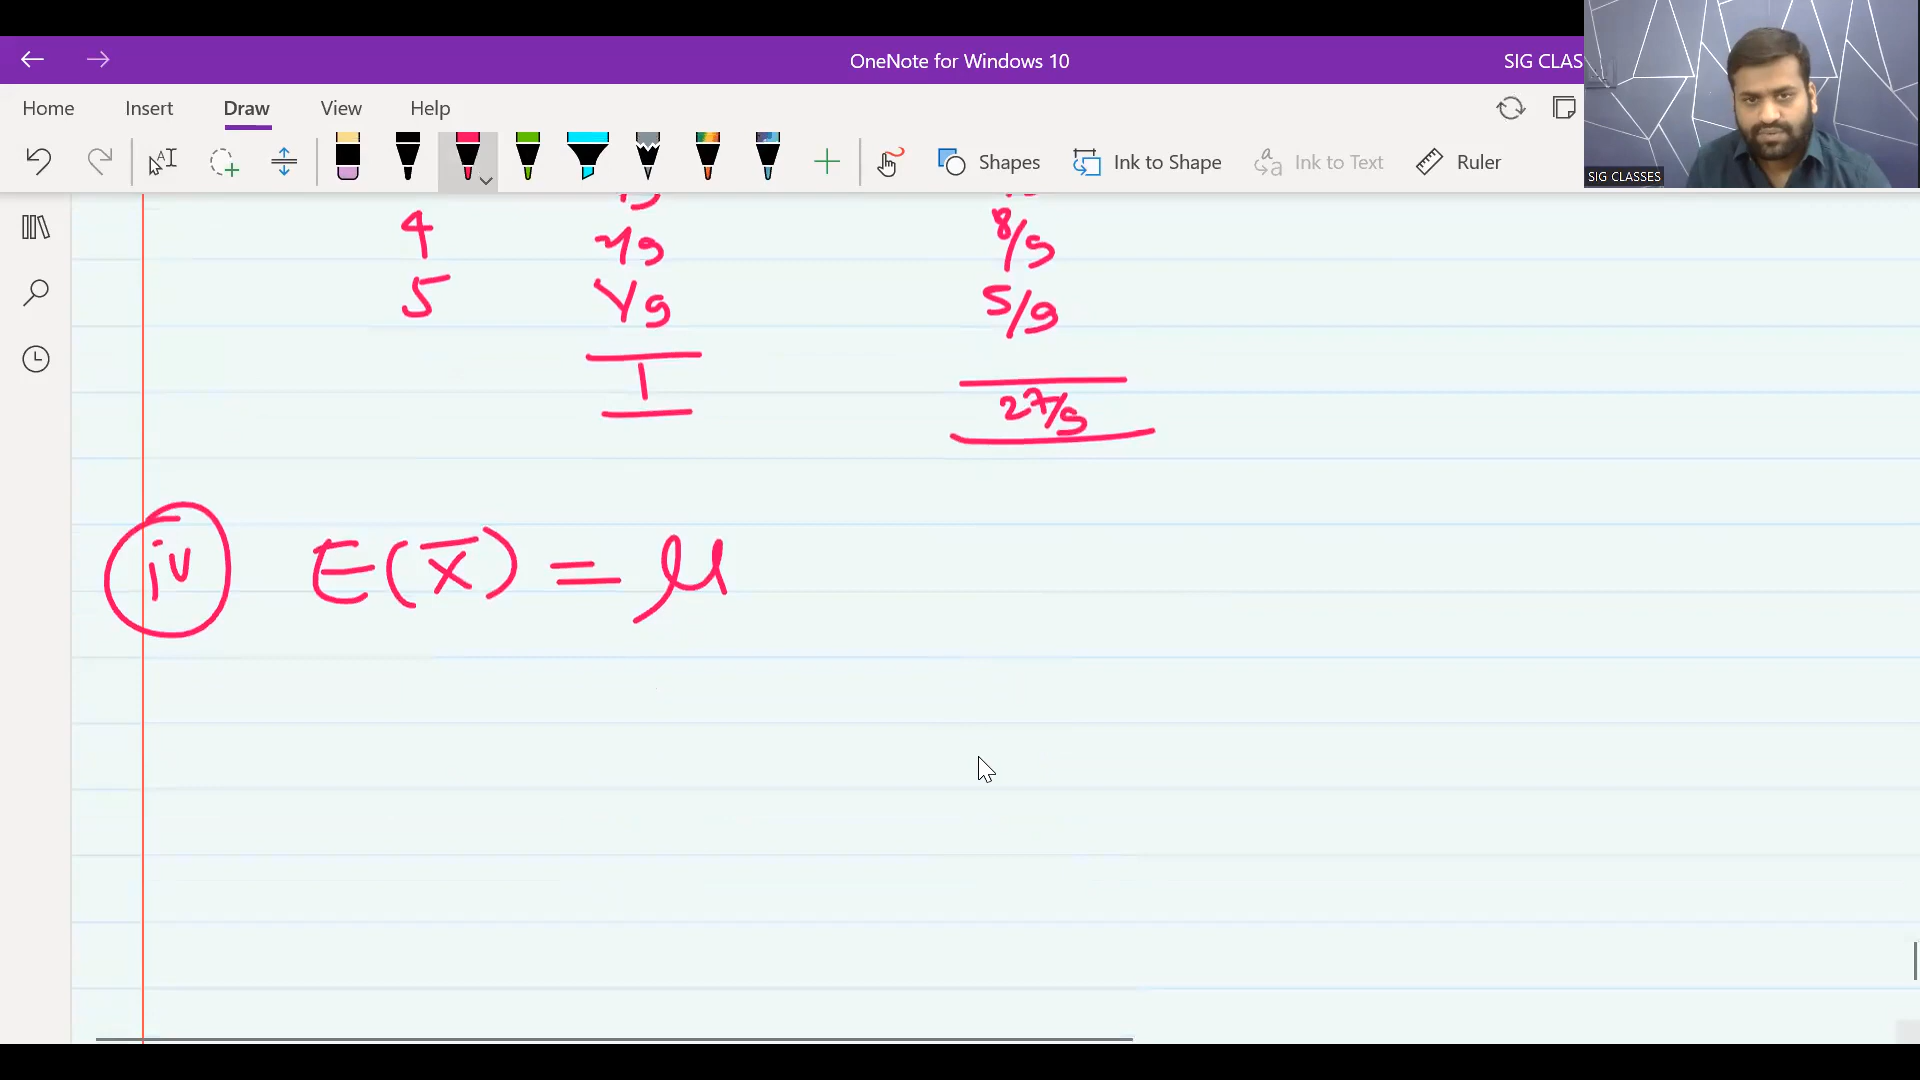 OneNote for Windows 10
SIG CLAS
Home Insert Draw View Help
Shapes Ink to Shape Ink to Text Ruler
SIG CLASSES
4 2/9 8/9
5 1/9 5/9
1
27/9
iv E(X̅) = μ